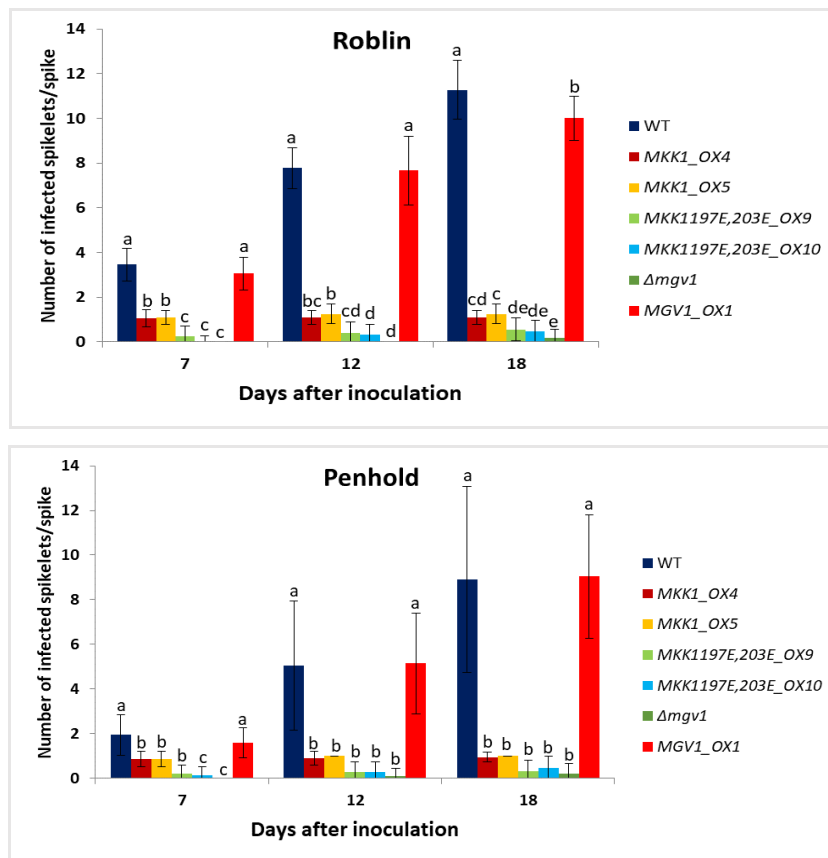 Roblin
Number of infected spikelets/spike
14
12
10
8
6
4
2
0
a
b
b
c
c
c
a
a
bc
b
cd
d
d
a
a
cd
c
de
de
e
b
7
12
18
Days after inoculation
WT
MKK1_OX4
MKK1_OX5
MKK1197E,203E_OX9
MKK1197E,203E_OX10
Δmgv1
MGV1_OX1
Penhold
Number of infected spikelets/spike
14
12
10
8
6
4
2
0
a
b
b
b
c
c
a
a
b
b
b
b
b
a
a
b
b
b
b
b
a
7
12
18
Days after inoculation
WT
MKK1_OX4
MKK1_OX5
MKK1197E,203E_OX9
MKK1197E,203E_OX10
Δmgv1
MGV1_OX1